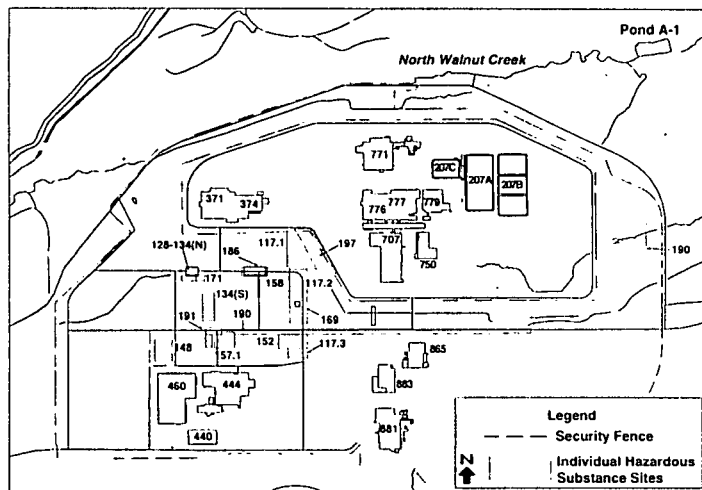 Pond A-1
North Walnut Creek
771
207C
207A
207B
371
374
776
777
779
707
750
128-134(N)
186
117.1
197
190
171
158
117.2
134(S)
190
169
191
148
57.1
152
117.3
865
460
444
883
440
881
Legend
Security Fence
N
Individual Hazardous
Substance Sites